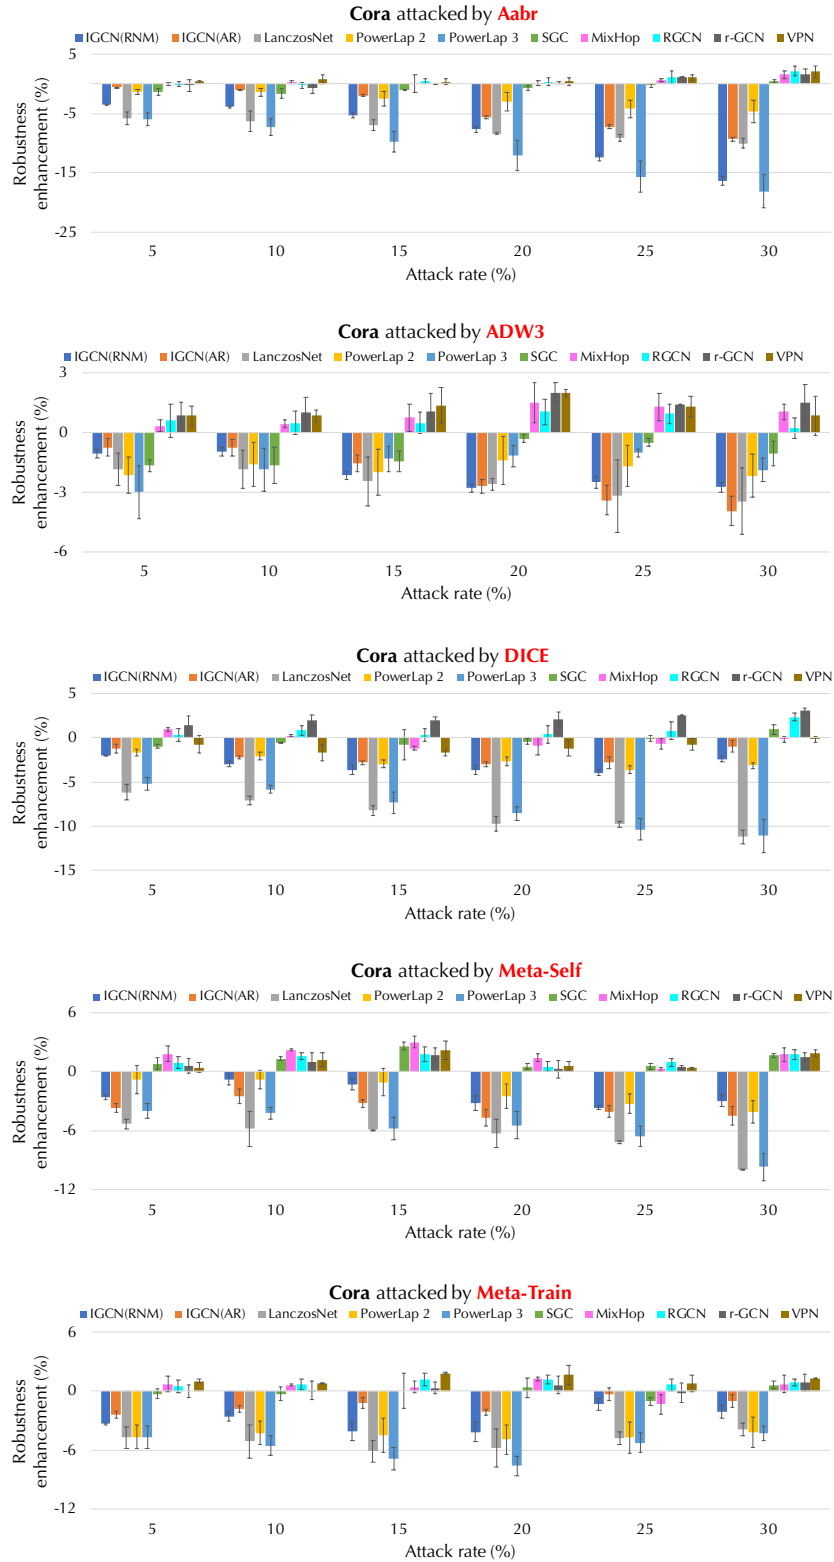 Cora attacked by Aabr
IGCN(RNM) IGCN(AR) LanczosNet PowerLap 2 PowerLap 3 SGC MixHop RGCN r-GCN VPN
Robustness
enhancement (%)
5
-5
-15
-25
5 10 15 20 25 30
Attack rate (%)
Cora attacked by ADW3
IGCN(RNM) IGCN(AR) LanczosNet PowerLap 2 PowerLap 3 SGC MixHop RGCN r-GCN VPN
Robustness
enhancement (%)
3
0
-3
-6
5 10 15 20 25 30
Attack rate (%)
Cora attacked by DICE
IGCN(RNM) IGCN(AR) LanczosNet PowerLap 2 PowerLap 3 SGC MixHop RGCN r-GCN VPN
Robustness
enhancement (%)
5
0
-5
-10
-15
5 10 15 20 25 30
Attack rate (%)
Cora attacked by Meta-Self
IGCN(RNM) IGCN(AR) LanczosNet PowerLap 2 PowerLap 3 SGC MixHop RGCN r-GCN VPN
Robustness
enhancement (%)
6
0
-6
-12
5 10 15 20 25 30
Attack rate (%)
Cora attacked by Meta-Train
IGCN(RNM) IGCN(AR) LanczosNet PowerLap 2 PowerLap 3 SGC MixHop RGCN r-GCN VPN
Robustness
enhancement (%)
6
0
-6
-12
5 10 15 20 25 30
Attack rate (%)